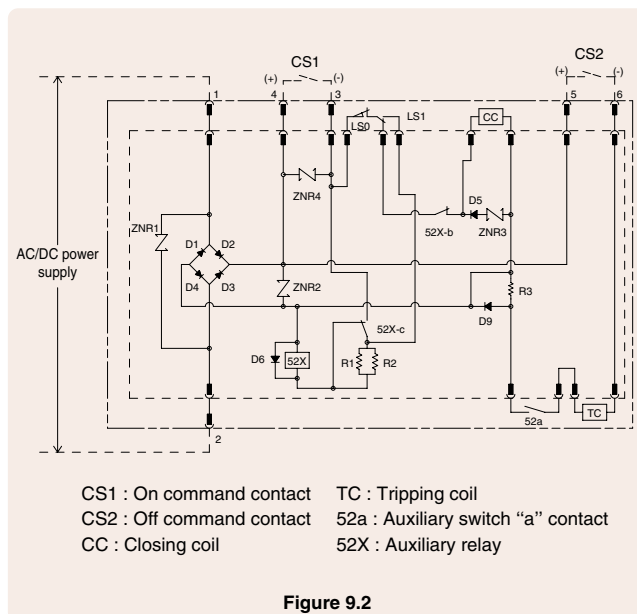 CS1
CS2
(+) (-)
(+) (-)
1
4
3
5
6
LS0
LS1
CC
ZNR4
D5
ZNR1
52X-b
ZNR3
D1
D2
AC/DC power
supply
D4
D3
ZNR2
R3
D9
52X-c
D6
52X
R1
R2
52a
TC
2
CS1 : On command contact
TC : Tripping coil
CS2 : Off command contact
52a : Auxiliary switch “a” contact
CC : Closing coil
52X : Auxiliary relay
Figure 9.2